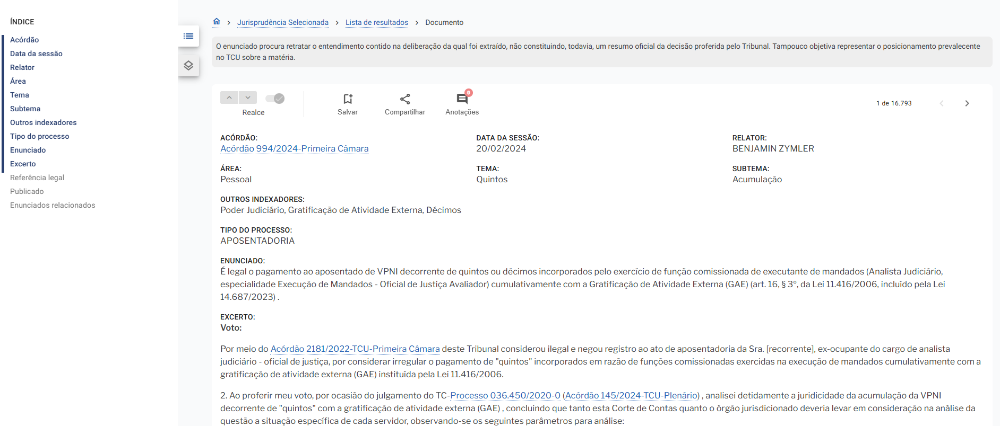 ÍNDICE
Acórdão
Data da sessão
Relator
Área
Tema
Subtema
Outros indexadores
Tipo do processo
Enunciado
Excerto
Referência legal
Publicado
Enunciados relacionados
Jurisprudência Selecionada
Lista de resultados
Documento
O enunciado procura retratar o entendimento contido na deliberação da qual foi extraído, não constituindo, todavia, um resumo oficial da decisão proferida pelo Tribunal. Tampouco objetiva representar o posicionamento prevalecente
no TCU sobre a matéria.
Realce
Salvar
Compartilhar
0
Anotações
1 de 16.793
ACÓRDÃO:
Acórdão 994/2024-Primeira Câmara
DATA DA SESSÃO:
20/02/2024
RELATOR:
BENJAMIN ZYMLER
ÁREA:
Pessoal
TEMA:
Quintos
SUBTEMA:
Acumulação
OUTROS INDEXADORES:
Poder Judiciário, Gratificação de Atividade Externa, Décimos
TIPO DO PROCESSO:
APOSENTADORIA
ENUNCIADO:
É legal o pagamento ao aposentado de VPNI decorrente de quintos ou décimos incorporados pelo exercício de função comissionada de executante de mandados (Analista Judiciário,
especialidade Execução de Mandados - Oficial de Justiça Avaliador) cumulativamente com a Gratificação de Atividade Externa (GAE) (art. 16, § 3º, da Lei 11.416/2006, incluído pela Lei
14.687/2023) .
EXCERTO:
Voto:
Por meio do Acórdão 2181/2022-TCU-Primeira Câmara deste Tribunal considerou ilegal e negou registro ao ato de aposentadoria da Sra. [recorrente], ex-ocupante do cargo de analista
judiciário - oficial de justiça, por considerar irregular o pagamento de "quintos" incorporados em razão de funções comissionadas exercidas na execução de mandados cumulativamente com a
gratificação de atividade externa (GAE) instituída pela Lei 11.416/2006.
2. Ao proferir meu voto, por ocasião do julgamento do TC-Processo 036.450/2020-0 (Acórdão 145/2024-TCU-Plenário) , analisei detidamente a juridicidade da acumulação da VPNI
decorrente de "quintos" com a gratificação de atividade externa (GAE) , concluindo que tanto esta Corte de Contas quanto o órgão jurisdicionado deveria levar em consideração na análise da
questão a situação específica de cada servidor, observando-se os seguintes parâmetros para análise: